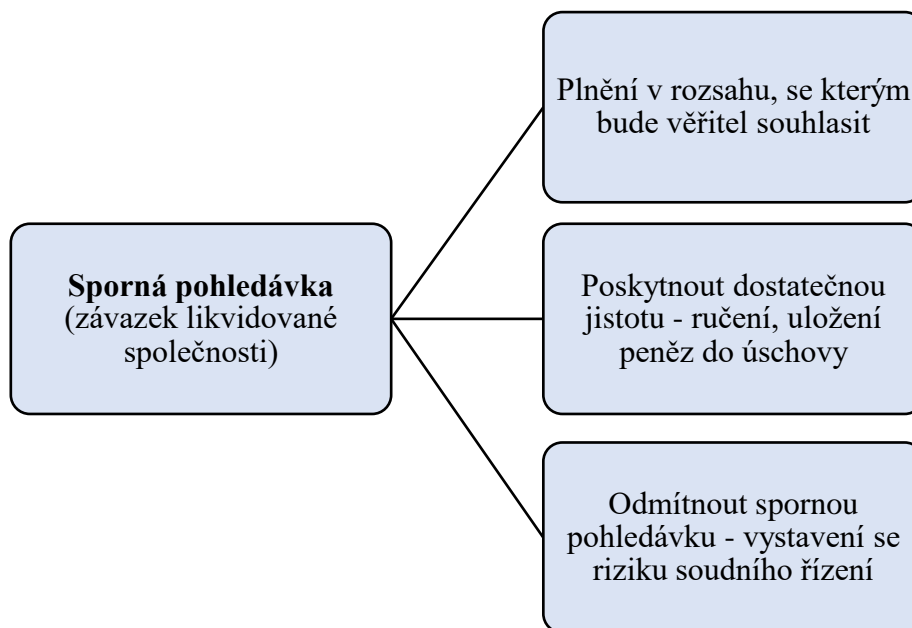 Plnění v rozsahu, se kterým
bude věřitel souhlasit
Sporná pohledávka
(závazek likvidované
společnosti)
Poskytnout dostatečnou
jistotu - ručení, uložení
peněz do úschovy
Odmítnout spornou
pohledávku - vystavení se
riziku soudního řízení